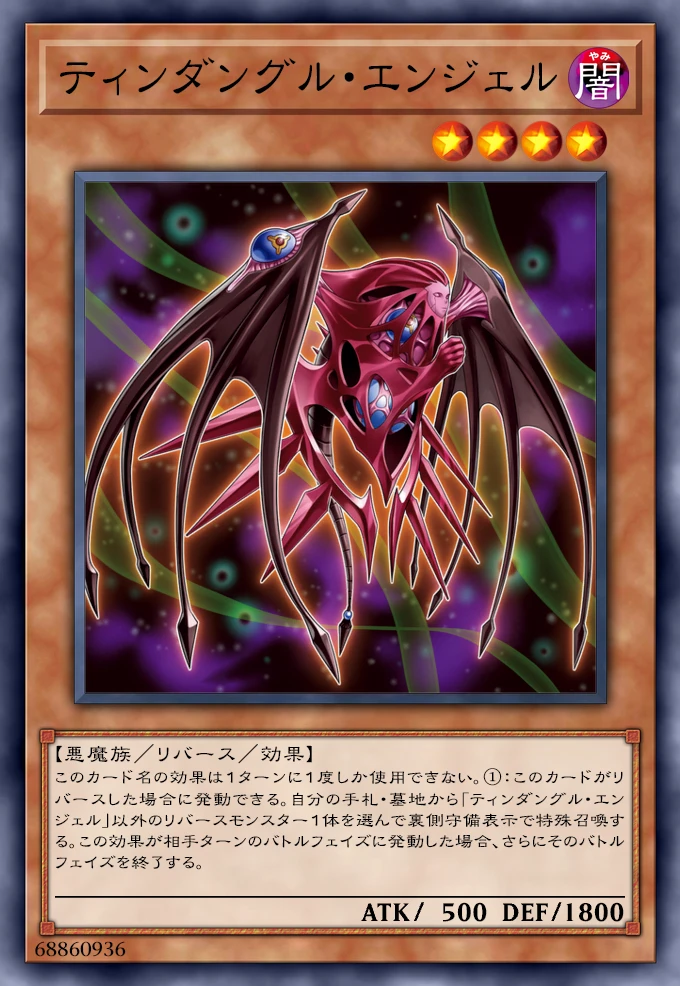 ティンダングル・エンジェル
やみ
闇
【悪魔族／リバース／効果】
このカード名の効果は１ターンに１度しか使用できない。①：このカードがリ
バースした場合に発動できる。自分の手札・墓地から「ティンダングル・エン
ジェル」以外のリバースモンスター１体を選んで裏側守備表示で特殊召喚す
る。この効果が相手ターンのバトルフェイズに発動した場合、さらにそのバトル
フェイズを終了する。
ATK/ 500 DEF/1800
68860936